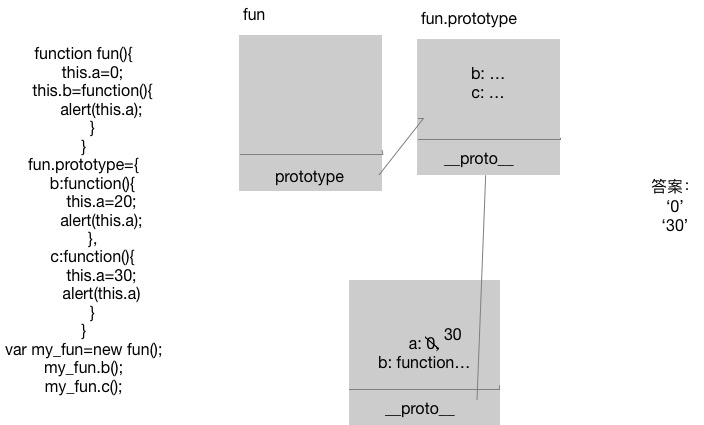 function fun(){
this.a=0;
this.b=function(){
alert(this.a);
}
}
fun.prototype={
b:function(){
this.a=20;
alert(this.a);
},
c:function(){
this.a=30;
alert(this.a)
}
}
var my_fun=new fun();
my_fun.b();
my_fun.c();
fun
prototype
fun.prototype
b: …
c: …
__proto__
a: 0, 30
b: function…
__proto__
答案：
‘0’
‘30’